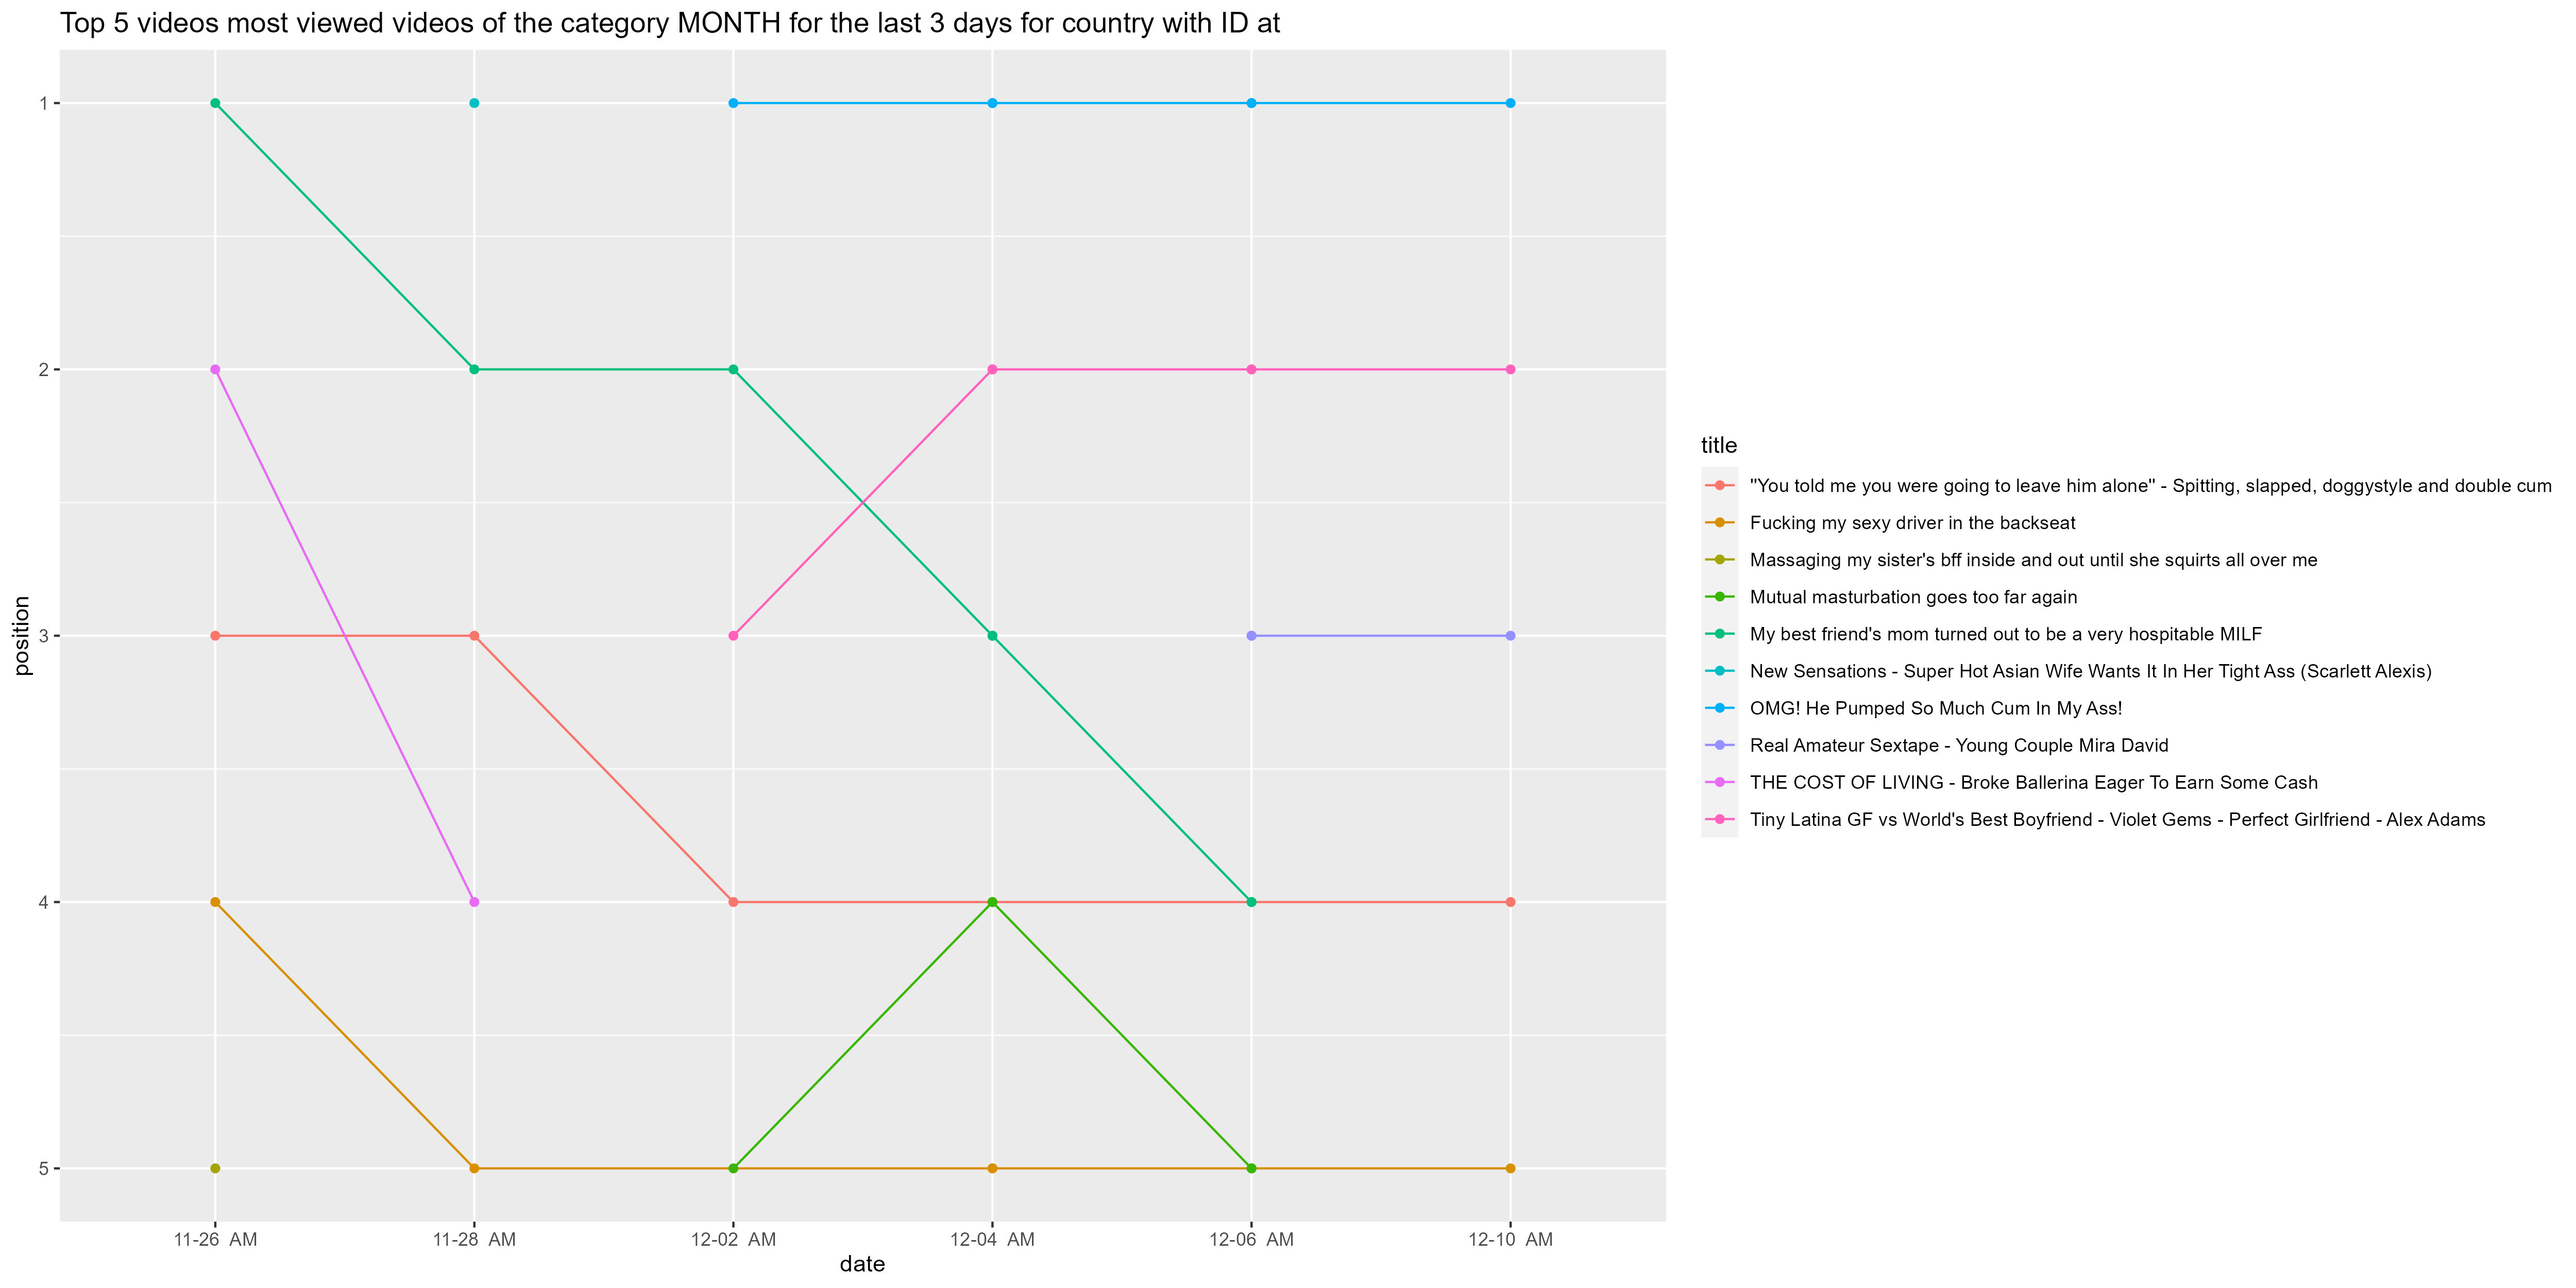 Top 5 videos most viewed videos of the category MONTH for the last 3 days for country with ID at
1
2
3
4
5
position
11-26 AM
11-28 AM
12-02 AM
12-04 AM
12-06 AM
12-10 AM
date
title
"You told me you were going to leave him alone" - Spitting, slapped, doggystyle and double cum
Fucking my sexy driver in the backseat
Massaging my sister's bff inside and out until she squirts all over me
Mutual masturbation goes too far again
My best friend's mom turned out to be a very hospitable MILF
New Sensations - Super Hot Asian Wife Wants It In Her Tight Ass (Scarlett Alexis)
OMG! He Pumped So Much Cum In My Ass!
Real Amateur Sextape - Young Couple Mira David
THE COST OF LIVING - Broke Ballerina Eager To Earn Some Cash
Tiny Latina GF vs World's Best Boyfriend - Violet Gems - Perfect Girlfriend - Alex Adams